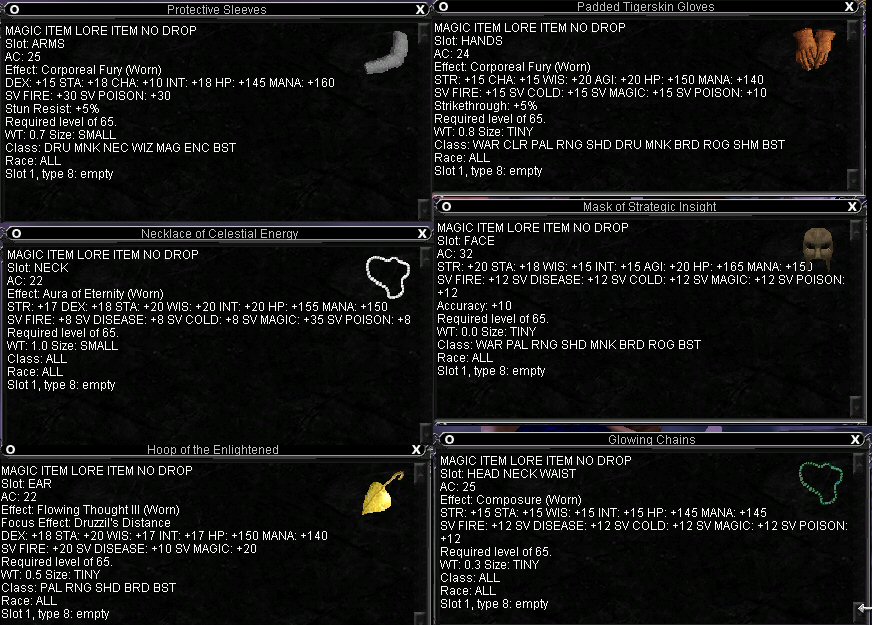 Protective Sleeves
MAGIC ITEM LORE ITEM NO DROP
Slot: ARMS
AC: 25
Effect: Corporeal Fury (Worn)
DEX: +15 STA: +18 CHA: +10 INT: +18 HP: +145 MANA: +160
SV FIRE: +30 SV POISON: +30
Stun Resist: +5%
Required level of 65.
WT: 0.7 Size: SMALL
Class: DRU MNK NEC WIZ MAG ENC BST
Race: ALL
Slot 1, type 8: empty
Padded Tigerskin Gloves
MAGIC ITEM LORE ITEM NO DROP
Slot: HANDS
AC: 24
Effect: Corporeal Fury (Worn)
STR: +15 CHA: +15 WIS: +20 AGI: +20 HP: +150 MANA: +140
SV FIRE: +15 SV COLD: +15 SV MAGIC: +15 SV POISON: +10
Strikethrough: +5%
Required level of 65.
WT: 0.8 Size: TINY
Class: WAR CLR PAL RNG SHD DRU MNK BRD ROG SHM BST
Race: ALL
Slot 1, type 8: empty
Necklace of Celestial Energy
MAGIC ITEM LORE ITEM NO DROP
Slot: NECK
AC: 22
Effect: Aura of Eternity (Worn)
STR: +17 DEX: +18 STA: +20 WIS: +20 INT: +20 HP: +155 MANA: +150
SV FIRE: +8 SV DISEASE: +8 SV COLD: +8 SV MAGIC: +35 SV POISON: +8
Required level of 65.
WT: 1.0 Size: SMALL
Class: ALL
Race: ALL
Slot 1, type 8: empty
Mask of Strategic Insight
MAGIC ITEM LORE ITEM NO DROP
Slot: FACE
AC: 32
STR: +20 STA: +18 WIS: +15 INT: +15 AGI: +20 HP: +165 MANA: +150
SV FIRE: +12 SV DISEASE: +12 SV COLD: +12 SV MAGIC: +12 SV POISON:
+12
Accuracy: +10
Required level of 65.
WT: 0.0 Size: TINY
Class: WAR PAL RNG SHD MNK BRD ROG BST
Race: ALL
Slot 1, type 8: empty
Hoop of the Enlightened
MAGIC ITEM LORE ITEM NO DROP
Slot: EAR
AC: 22
Effect: Flowing Thought III (Worn)
Focus Effect: Druzzil's Distance
DEX: +18 STA: +20 WIS: +17 INT: +17 HP: +150 MANA: +140
SV FIRE: +20 SV DISEASE: +10 SV MAGIC: +20
Required level of 65.
WT: 0.5 Size: TINY
Class: PAL RNG SHD BRD BST
Race: ALL
Slot 1, type 8: empty
Glowing Chains
MAGIC ITEM LORE ITEM NO DROP
Slot: HEAD NECK WAIST
AC: 25
Effect: Composure (Worn)
STR: +15 STA: +15 WIS: +15 INT: +15 HP: +145 MANA: +145
SV FIRE: +12 SV DISEASE: +12 SV COLD: +12 SV MAGIC: +12 SV POISON:
+12
Required level of 65.
WT: 0.3 Size: TINY
Class: ALL
Race: ALL
Slot 1, type 8: empty